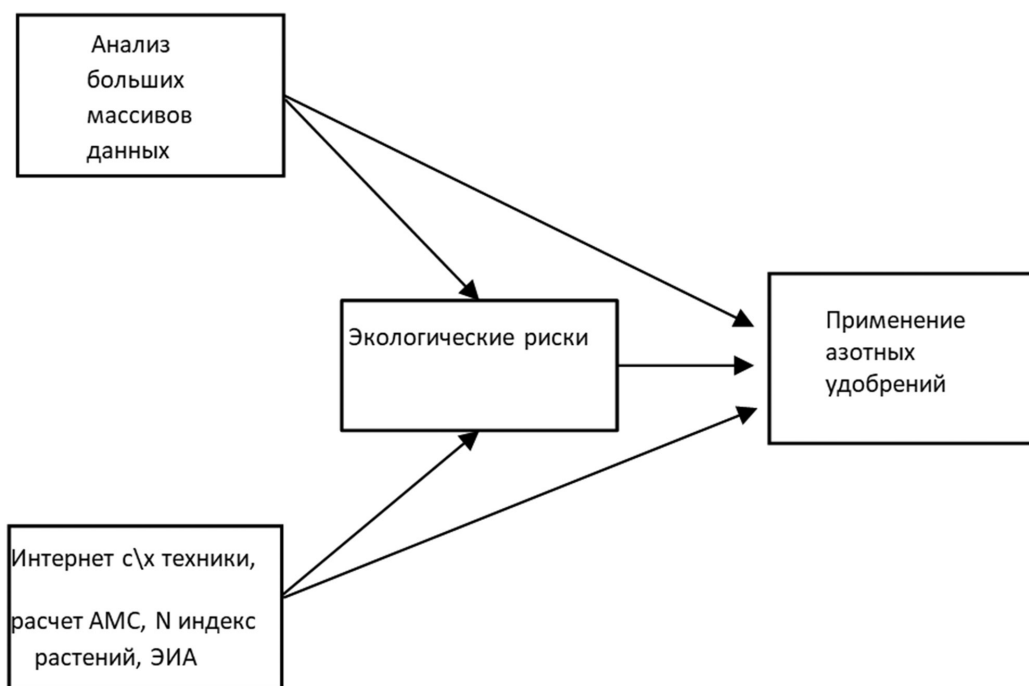 Анализ
больших
массивов
данных
Экологические риски
Применение
азотных
удобрений
Интернет с\х техники,
расчет АМС, N индекс
растений, ЭИА